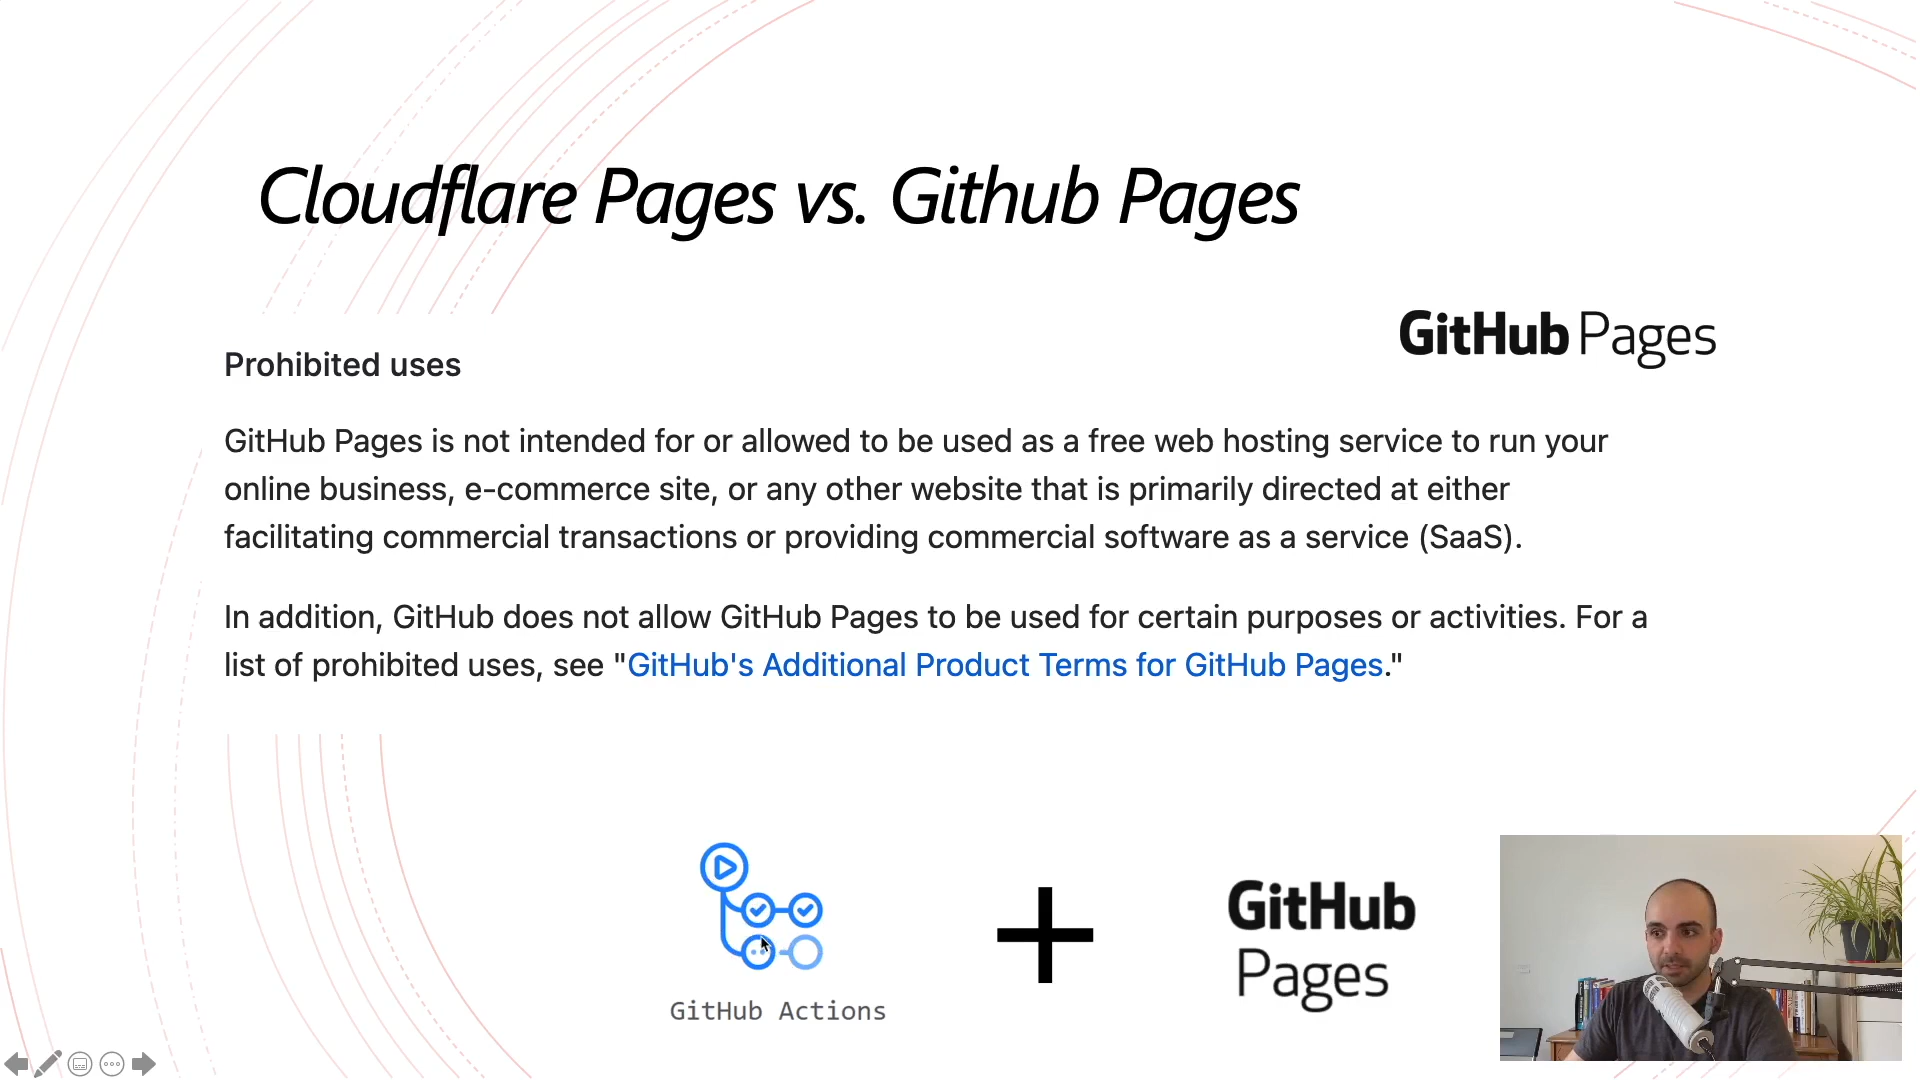 Cloudflare Pages vs. Github Pages
GitHub Pages
Prohibited uses
GitHub Pages is not intended for or allowed to be used as a free web hosting service to run your
online business, e-commerce site, or any other website that is primarily directed at either
facilitating commercial transactions or providing commercial software as a service (SaaS).
In addition, GitHub does not allow GitHub Pages to be used for certain purposes or activities. For a
list of prohibited uses, see "GitHub's Additional Product Terms for GitHub Pages."
GitHub Actions
GitHub
Pages